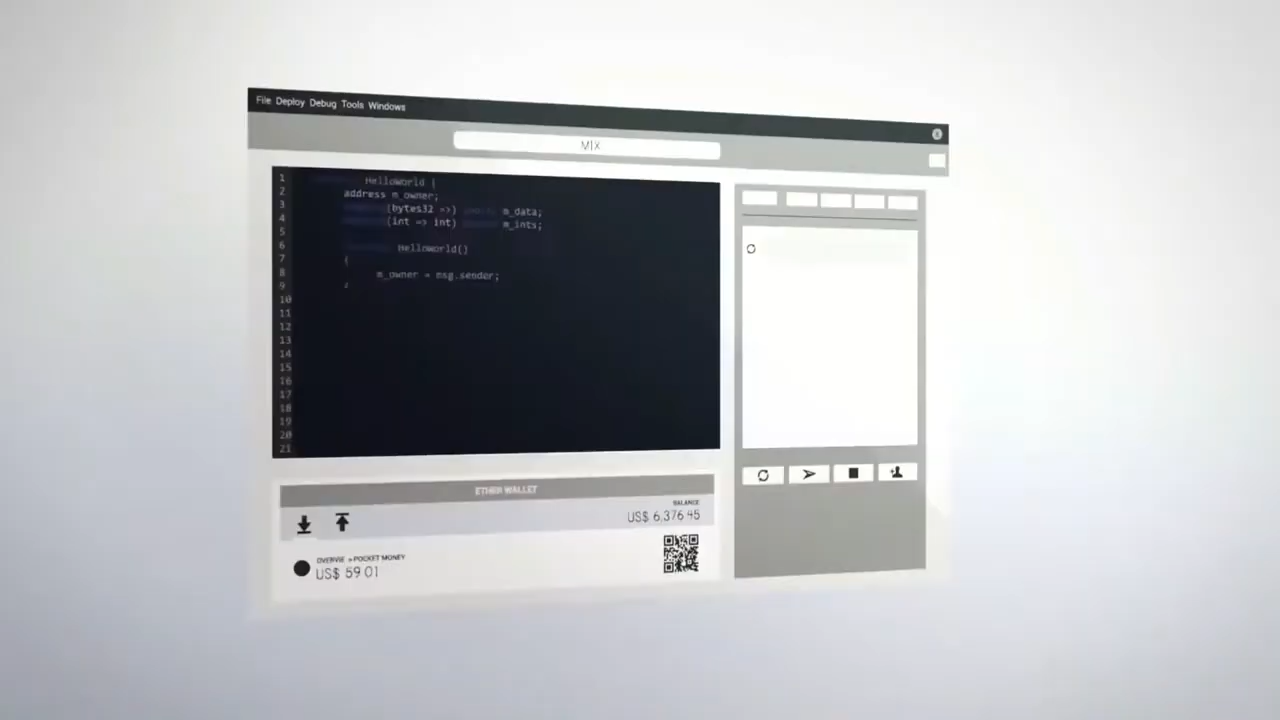 File Deploy Debug Tools Windows
MIX
1 HelloWorld {
2 address m_owner;
3 (bytes32 =>) m_data;
4 (int => int) m_ints;
5
6 HelloWorld()
7 {
8 m_owner = msg.sender;
9
10
11
12
13
14
15
16
17
18
19
20
21
ETHER WALLET
BALANCE
US$ 6,376.45
OVERVIE +POCKET MONEY
US$ 59.01